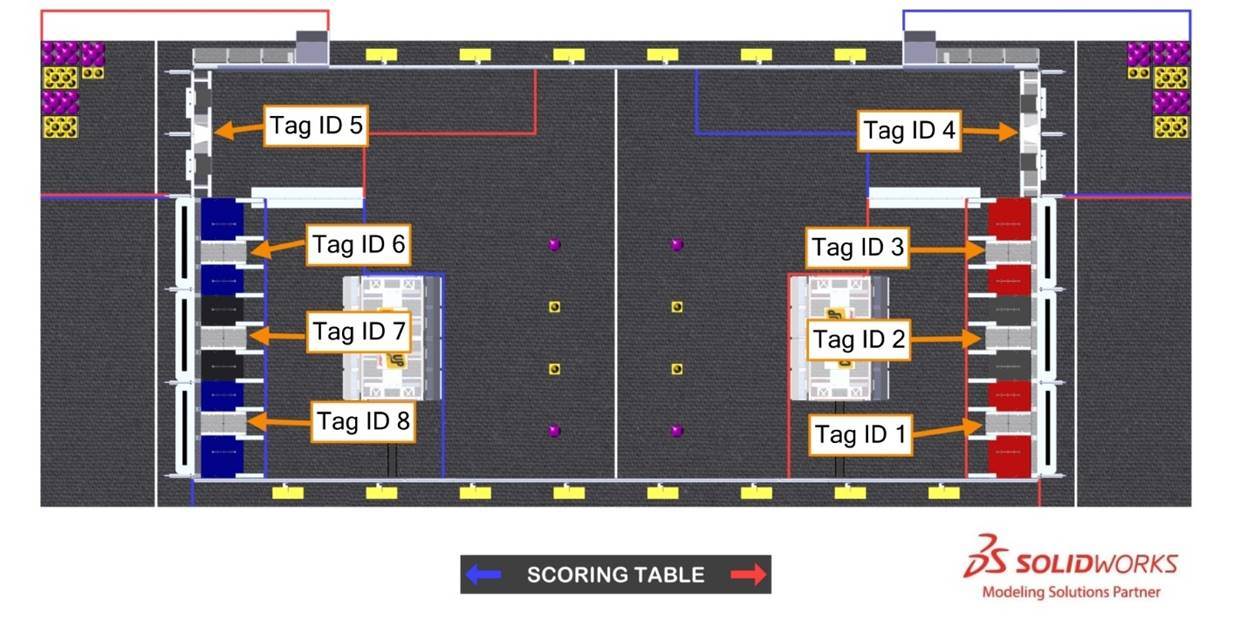 Tag ID 5
Tag ID 4
Tag ID 6
Tag ID 3
Tag ID 7
Tag ID 2
Tag ID 8
Tag ID 1
SCORING TABLE
SOLIDWORKS
Modeling Solutions Partner